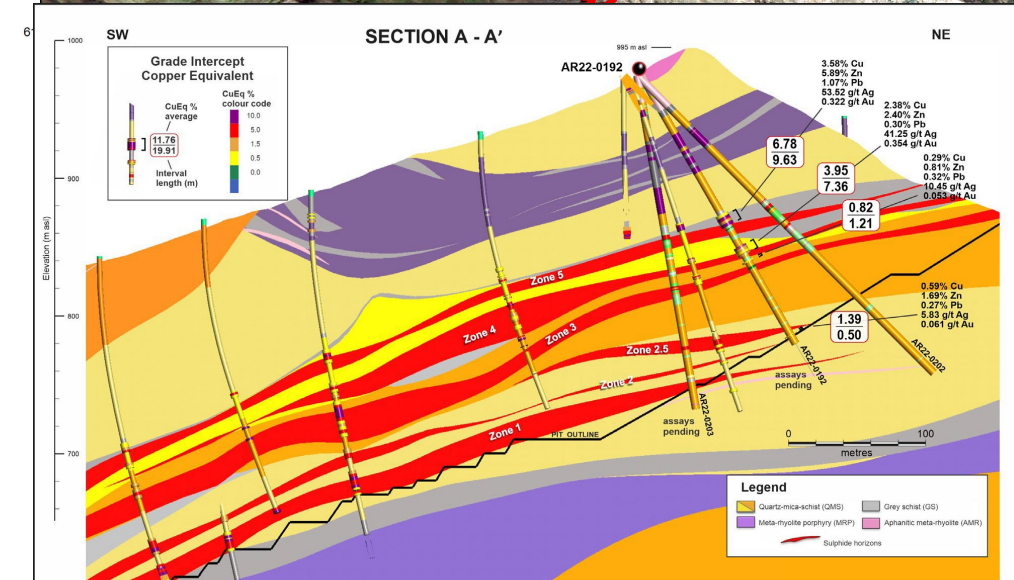 SW
SECTION A - A′
NE
6
1000
900
800
700
Elevation (m asl)
Grade Intercept
Copper Equivalent
CuEq %
average
11.76
19.91
Interval
length (m)
CuEq %
colour code
10.0
5.0
1.5
0.5
0.0
995 m asl
AR22-0192
3.58% Cu
5.89% Zn
1.07% Pb
53.52 g/t Ag
0.322 g/t Au
2.38% Cu
2.40% Zn
0.30% Pb
41.25 g/t Ag
0.354 g/t Au
0.29% Cu
0.81% Zn
0.32% Pb
10.45 g/t Ag
0.053 g/t Au
0.59% Cu
1.69% Zn
0.27% Pb
5.83 g/t Ag
0.061 g/t Au
6.78
9.63
3.95
7.36
0.82
1.21
1.39
0.50
Zone 5
Zone 4
Zone 3
Zone 2.5
Zone 2
Zone 1
PIT OUTLINE
AR22-0203
assays
pending
AR22-0192
assays
pending
AR22-0202
0
100
metres
Legend
Quartz-mica-schist (QMS)
Grey schist (GS)
Meta-rhyolite porphyry (MRP)
Aphanitic meta-rhyolite (AMR)
Sulphide horizons